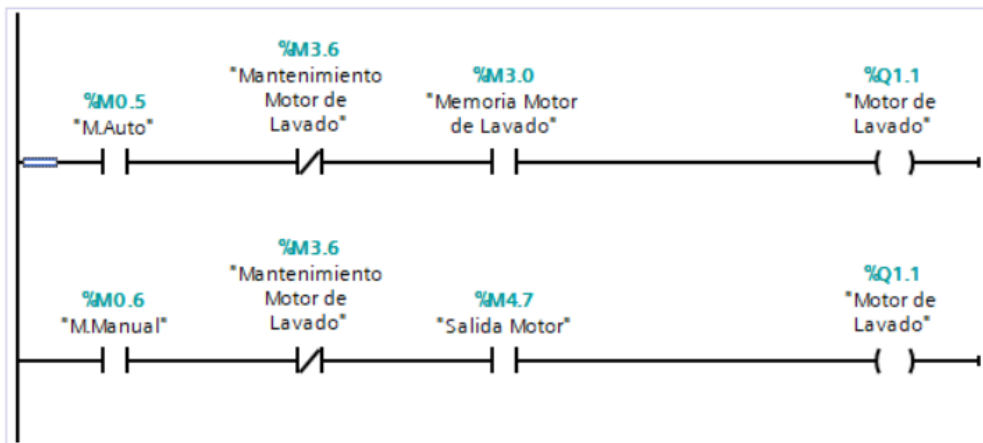 %M3.6
"Mantenimiento
Motor de
Lavado"
%M3.0
"Memoria Motor
de Lavado"
%Q1.1
"Motor de
Lavado"
%M0.5
"M.Auto"
%M3.6
"Mantenimiento
Motor de
Lavado"
%M0.6
"M.Manual"
%M4.7
"Salida Motor"
%Q1.1
"Motor de
Lavado"